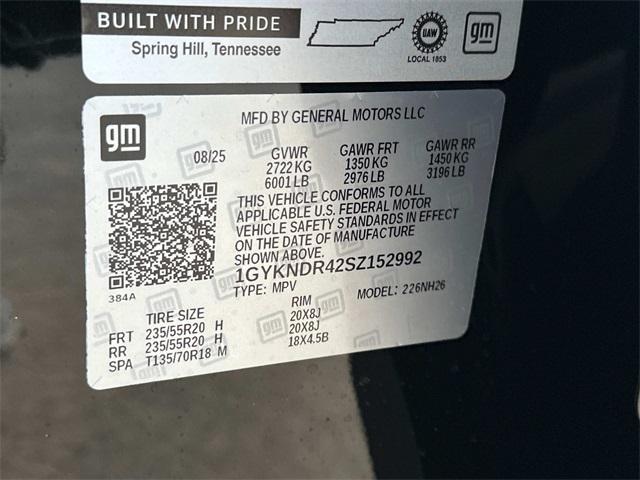 BUILT WITH PRIDE
Spring Hill, Tennessee
UAW
LOCAL 1853
gm
gm
MFD BY GENERAL MOTORS LLC
08/25 GVWR GAWR FRT GAWR RR
2722 KG 1350 KG 1450 KG
6001 LB 2976 LB 3196 LB
THIS VEHICLE CONFORMS TO ALL
APPLICABLE U.S. FEDERAL MOTOR
VEHICLE SAFETY STANDARDS IN EFFECT
ON THE DATE OF MANUFACTURE
SHOWN ABOVE.
1GYKNDR42SZ152992
TYPE: MPV MODEL: 226NH26
384A
TIRE SIZE RIM
FRT 235/55R20 H 20X8J
RR 235/55R20 H 20X8J
SPA T135/70R18 M 18X4.5B